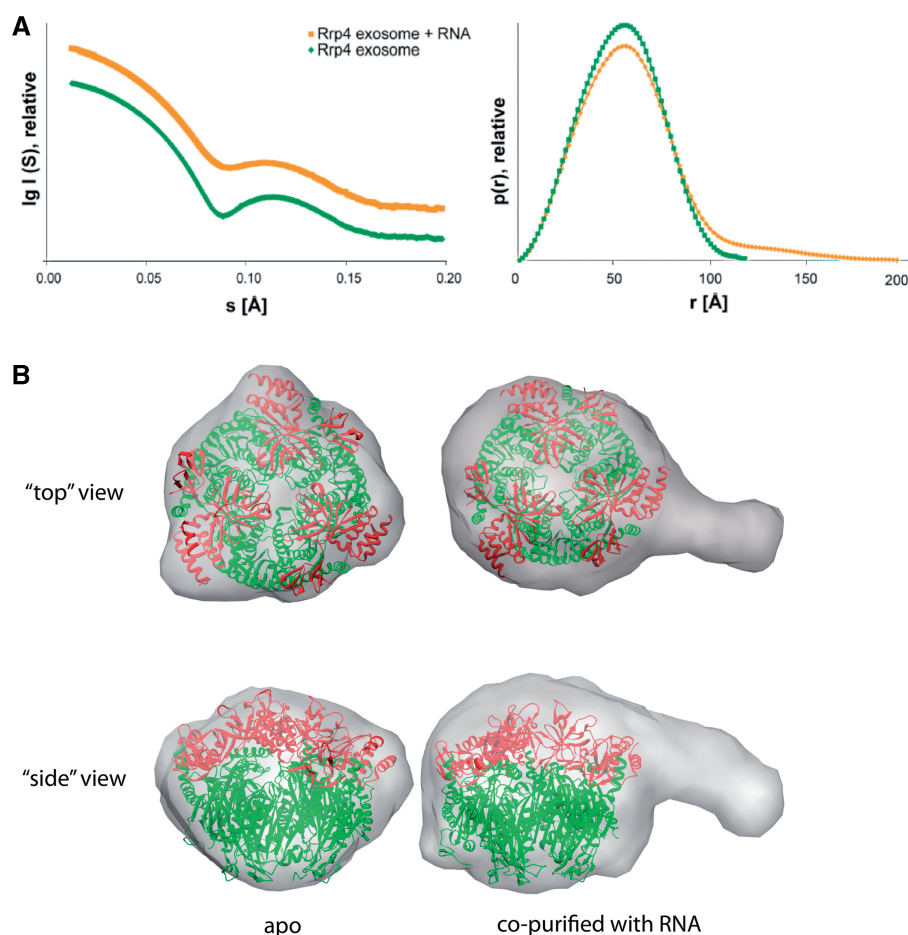 A
Rrp4 exosome + RNA
Rrp4 exosome
lg I (S), relative
0.00
0.05
0.10
0.15
0.20
s [Å]
p(r), relative
0
50
100
150
200
r [Å]
B
“top” view
“side” view
apo
co-purified with RNA